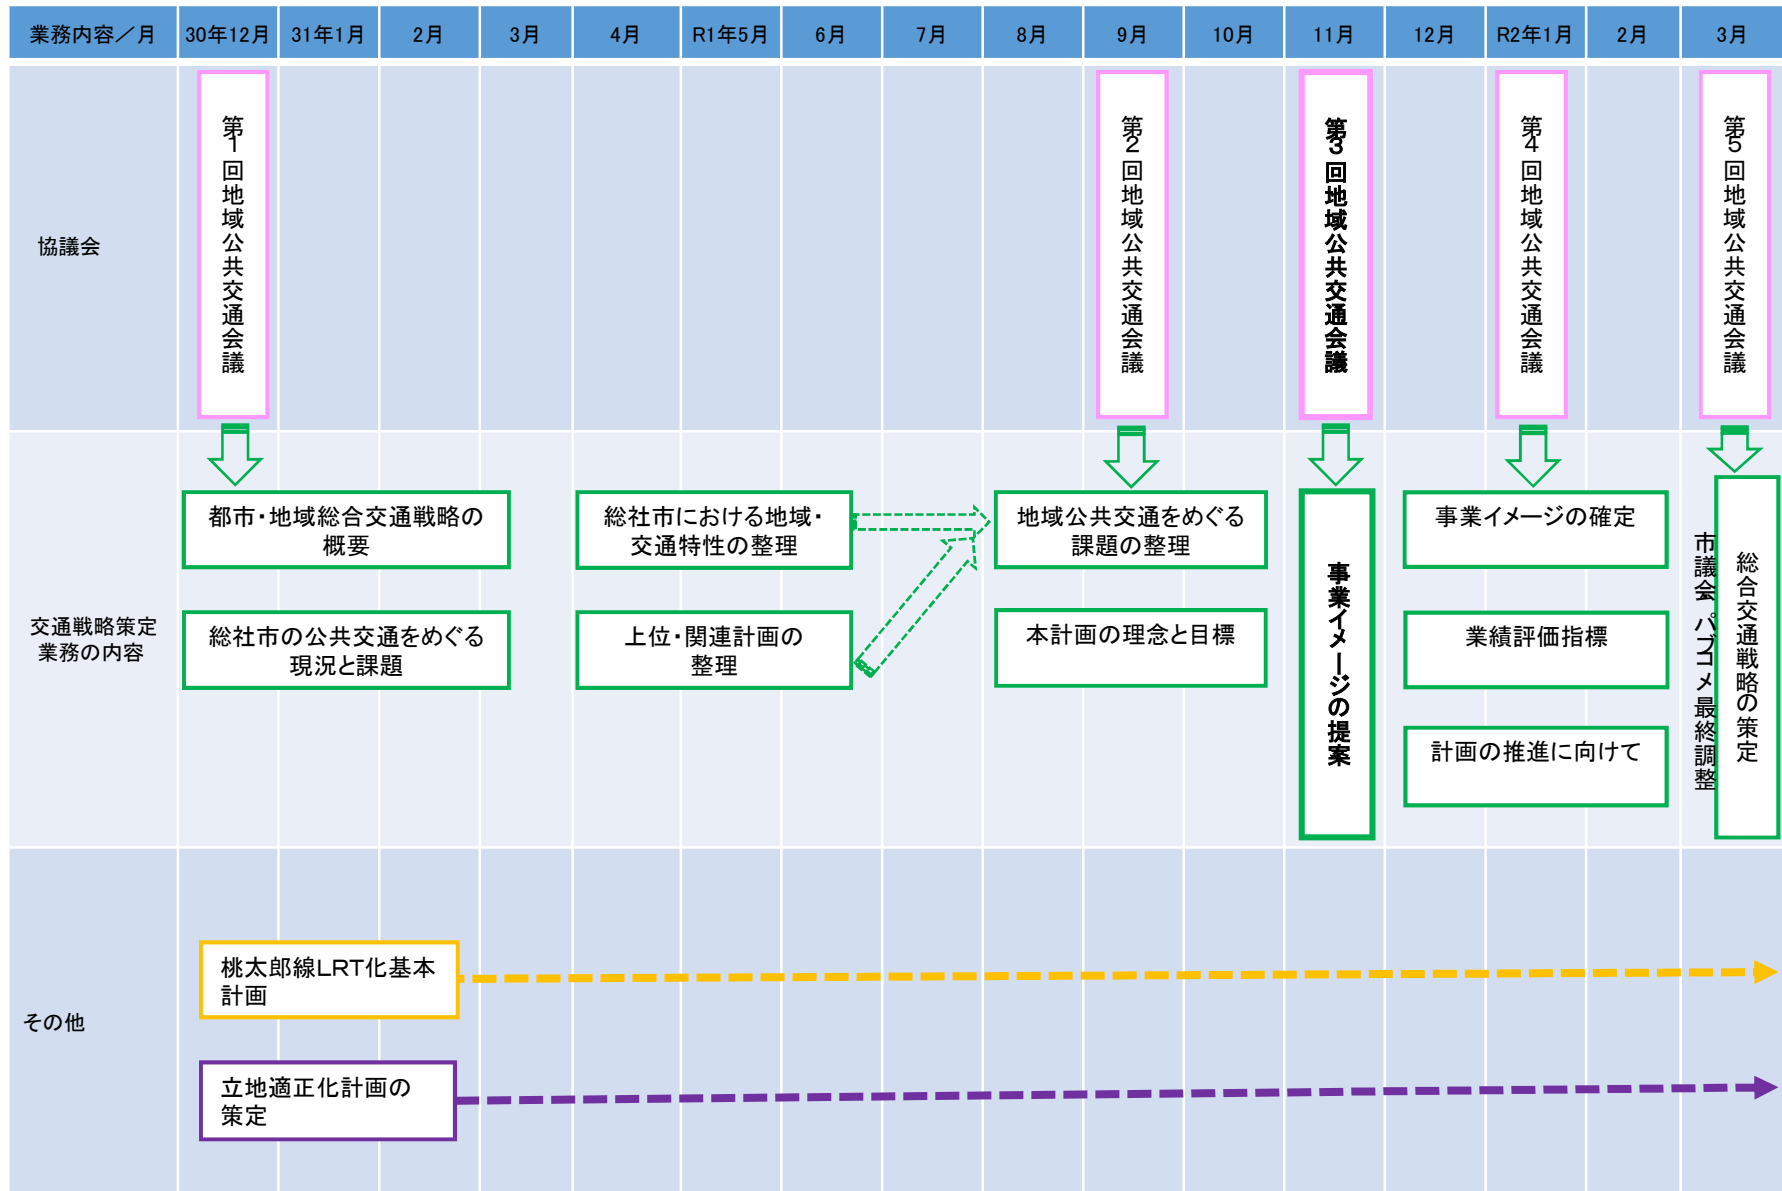 業務内容／月
30年12月
31年1月
2月
3月
4月
R1年5月
6月
7月
8月
9月
10月
11月
12月
R2年1月
2月
3月
協議会
第1回地域公共交通会議
第2回地域公共交通会議
第3回地域公共交通会議
第4回地域公共交通会議
第5回地域公共交通会議
交通戦略策定
業務の内容
都市・地域総合交通戦略の
概要
総社市の公共交通をめぐる
現況と課題
総社市における地域・
交通特性の整理
上位・関連計画の
整理
地域公共交通をめぐる
課題の整理
本計画の理念と目標
事業イメージの提案
事業イメージの確定
業績評価指標
計画の推進に向けて
市議会、パブコメ最終調整
総合交通戦略の策定
その他
桃太郎線LRT化基本
計画
立地適正化計画の
策定